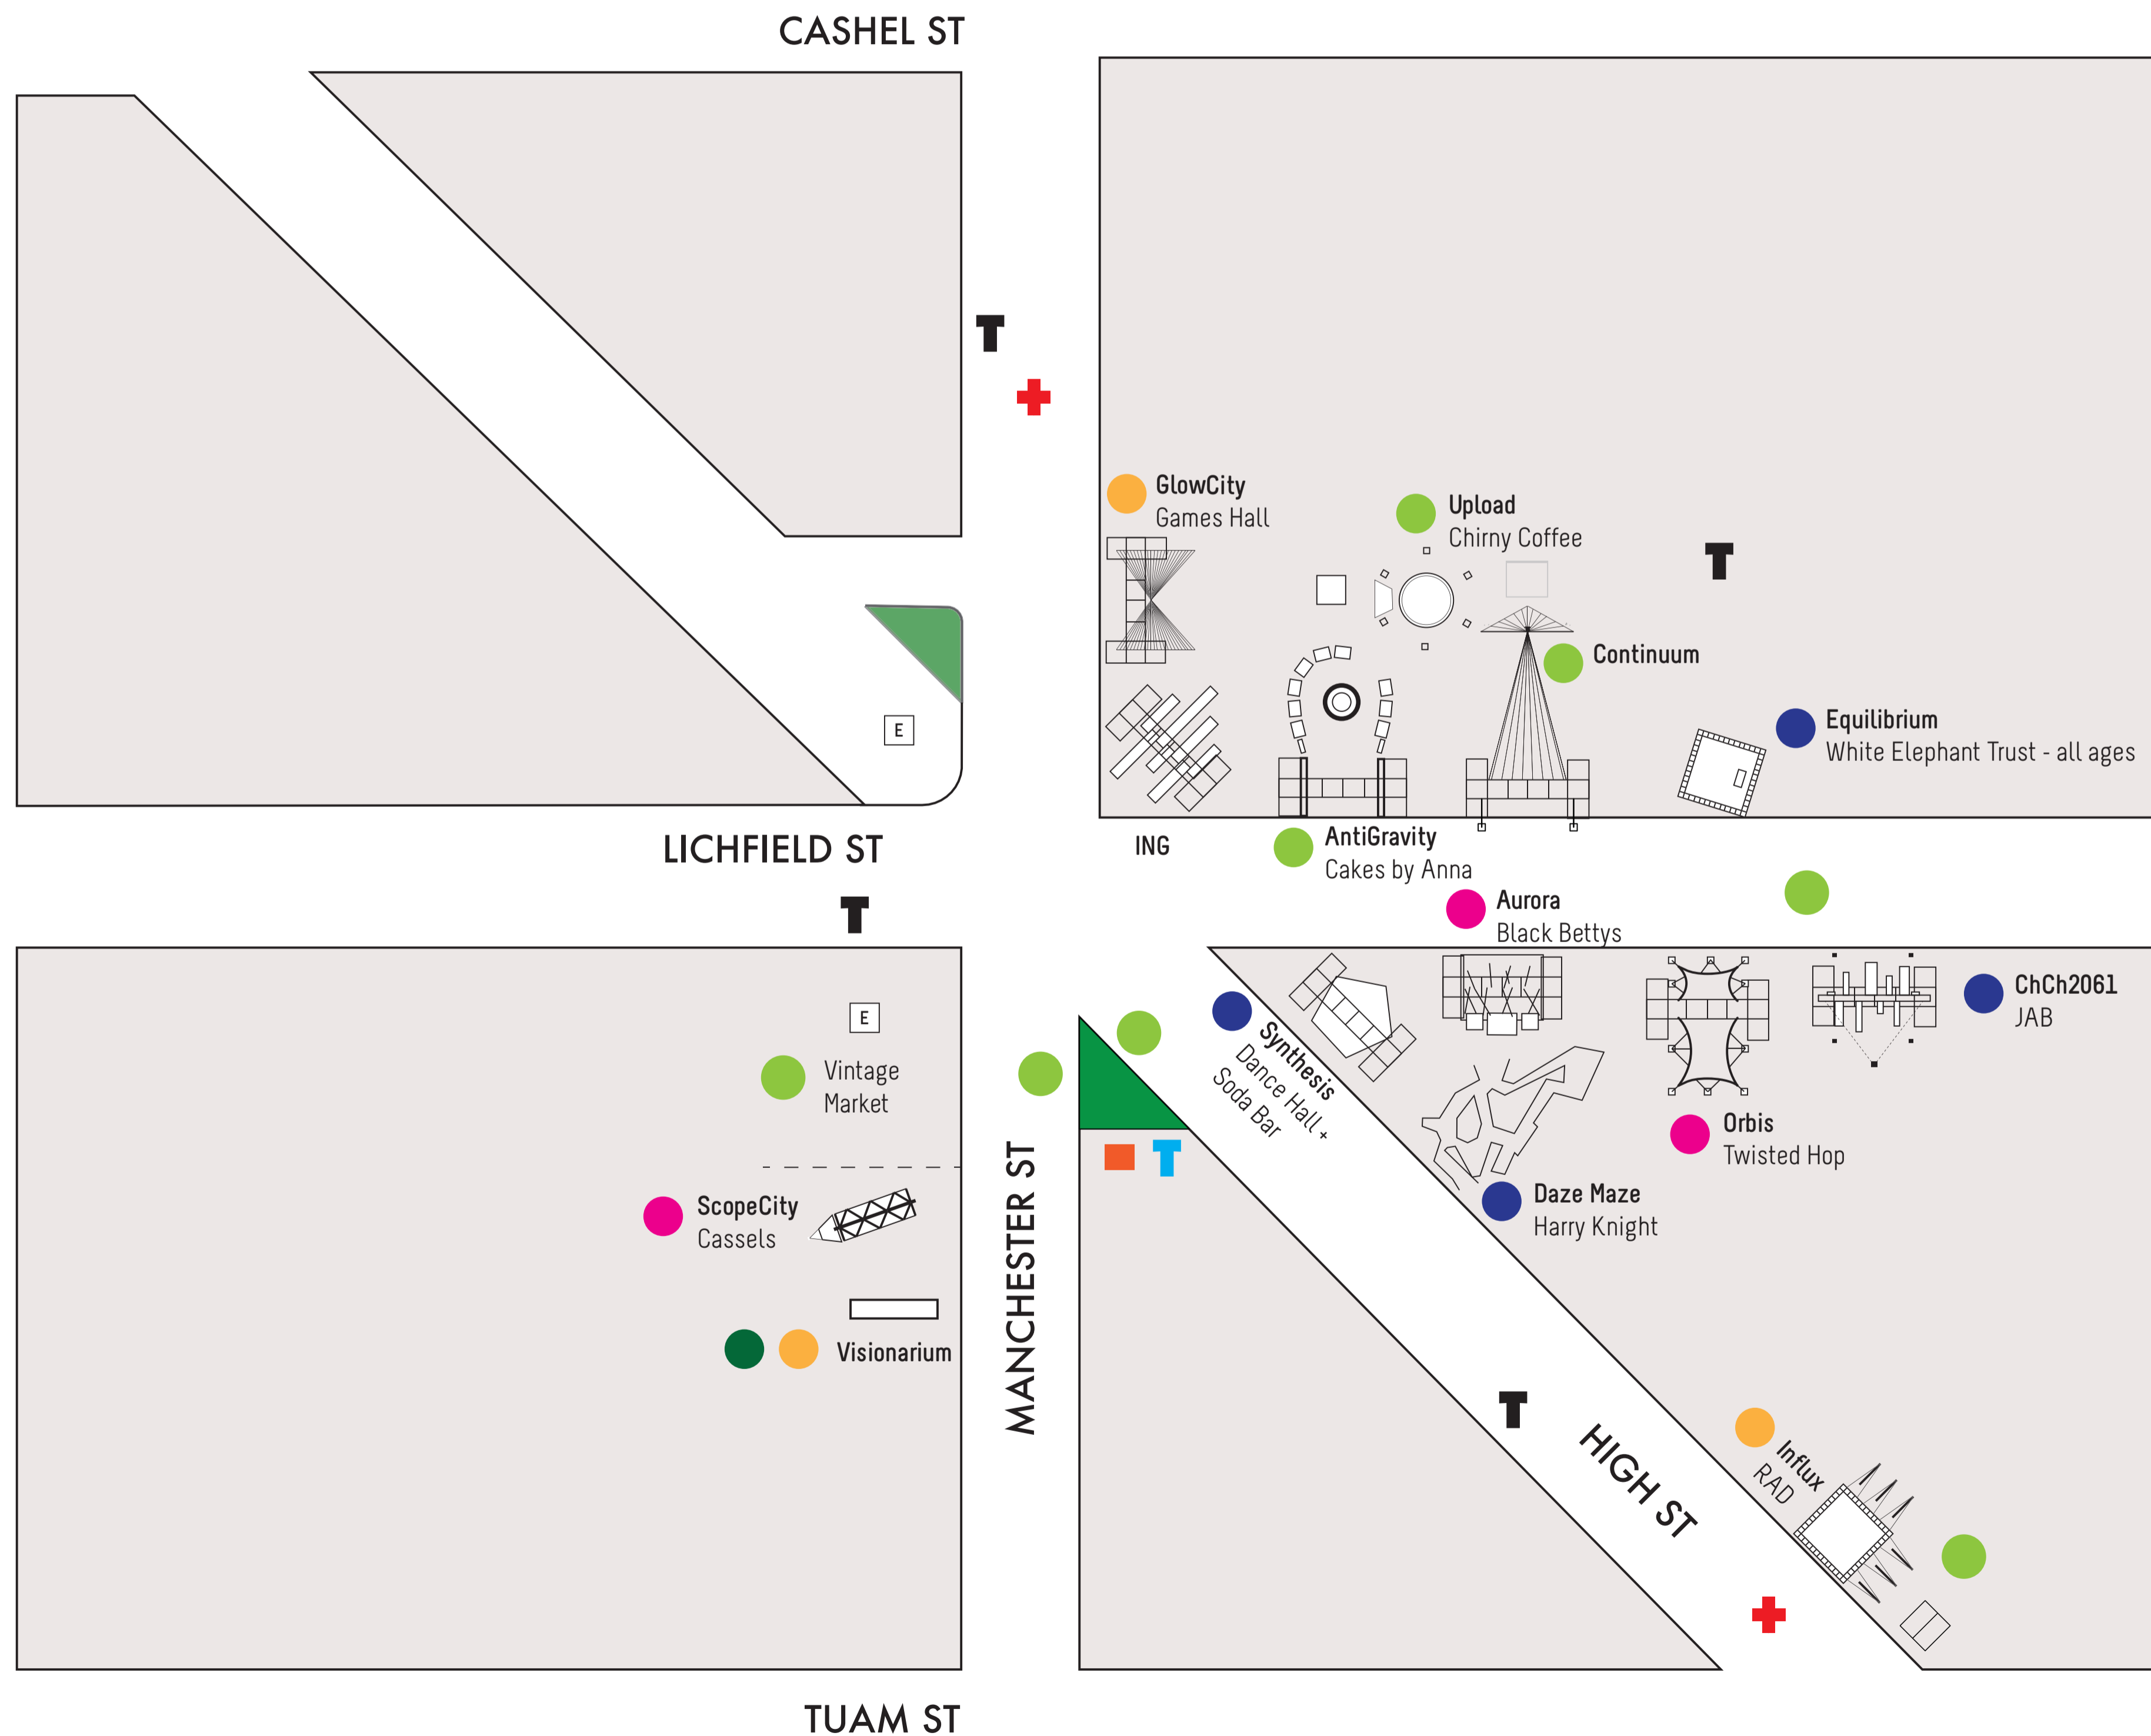 CASHEL ST
GlowCity
Games Hall
Upload
Chirny Coffee
Continuum
Equilibrium
White Elephant Trust - all ages
E
LICHFIELD ST
ING
AntiGravity
Cakes by Anna
Aurora
Black Bettys
E
Vintage
Market
Synthesis
Dance Hall +
Soda Bar
ChCh2061
JAB
Orbis
Twisted Hop
Daze Maze
Harry Knight
ScopeCity
Cassels
Visionarium
MANCHESTER ST
HIGH ST
Influx
RAD
TUAM ST